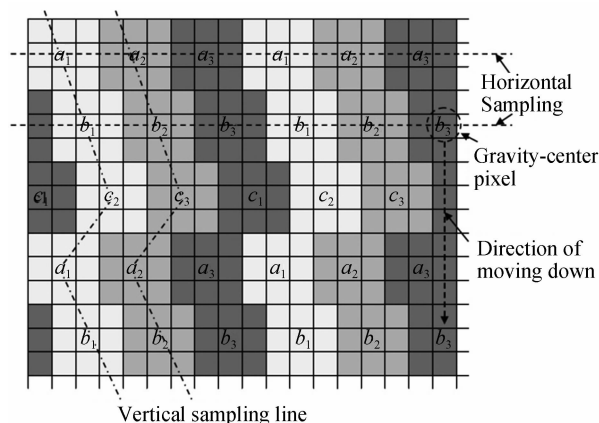 a1 a2 a3 a1 a2 a3
Horizontal
Sampling
b1 b2 b3 b1 b2 b3
Gravity-center
pixel
c1 c2 c3 c1 c2 c3
Direction of
moving down
d1 d2 a3 a1 a2 a3
b1 b2 b3 b1 b2 b3
Vertical sampling line